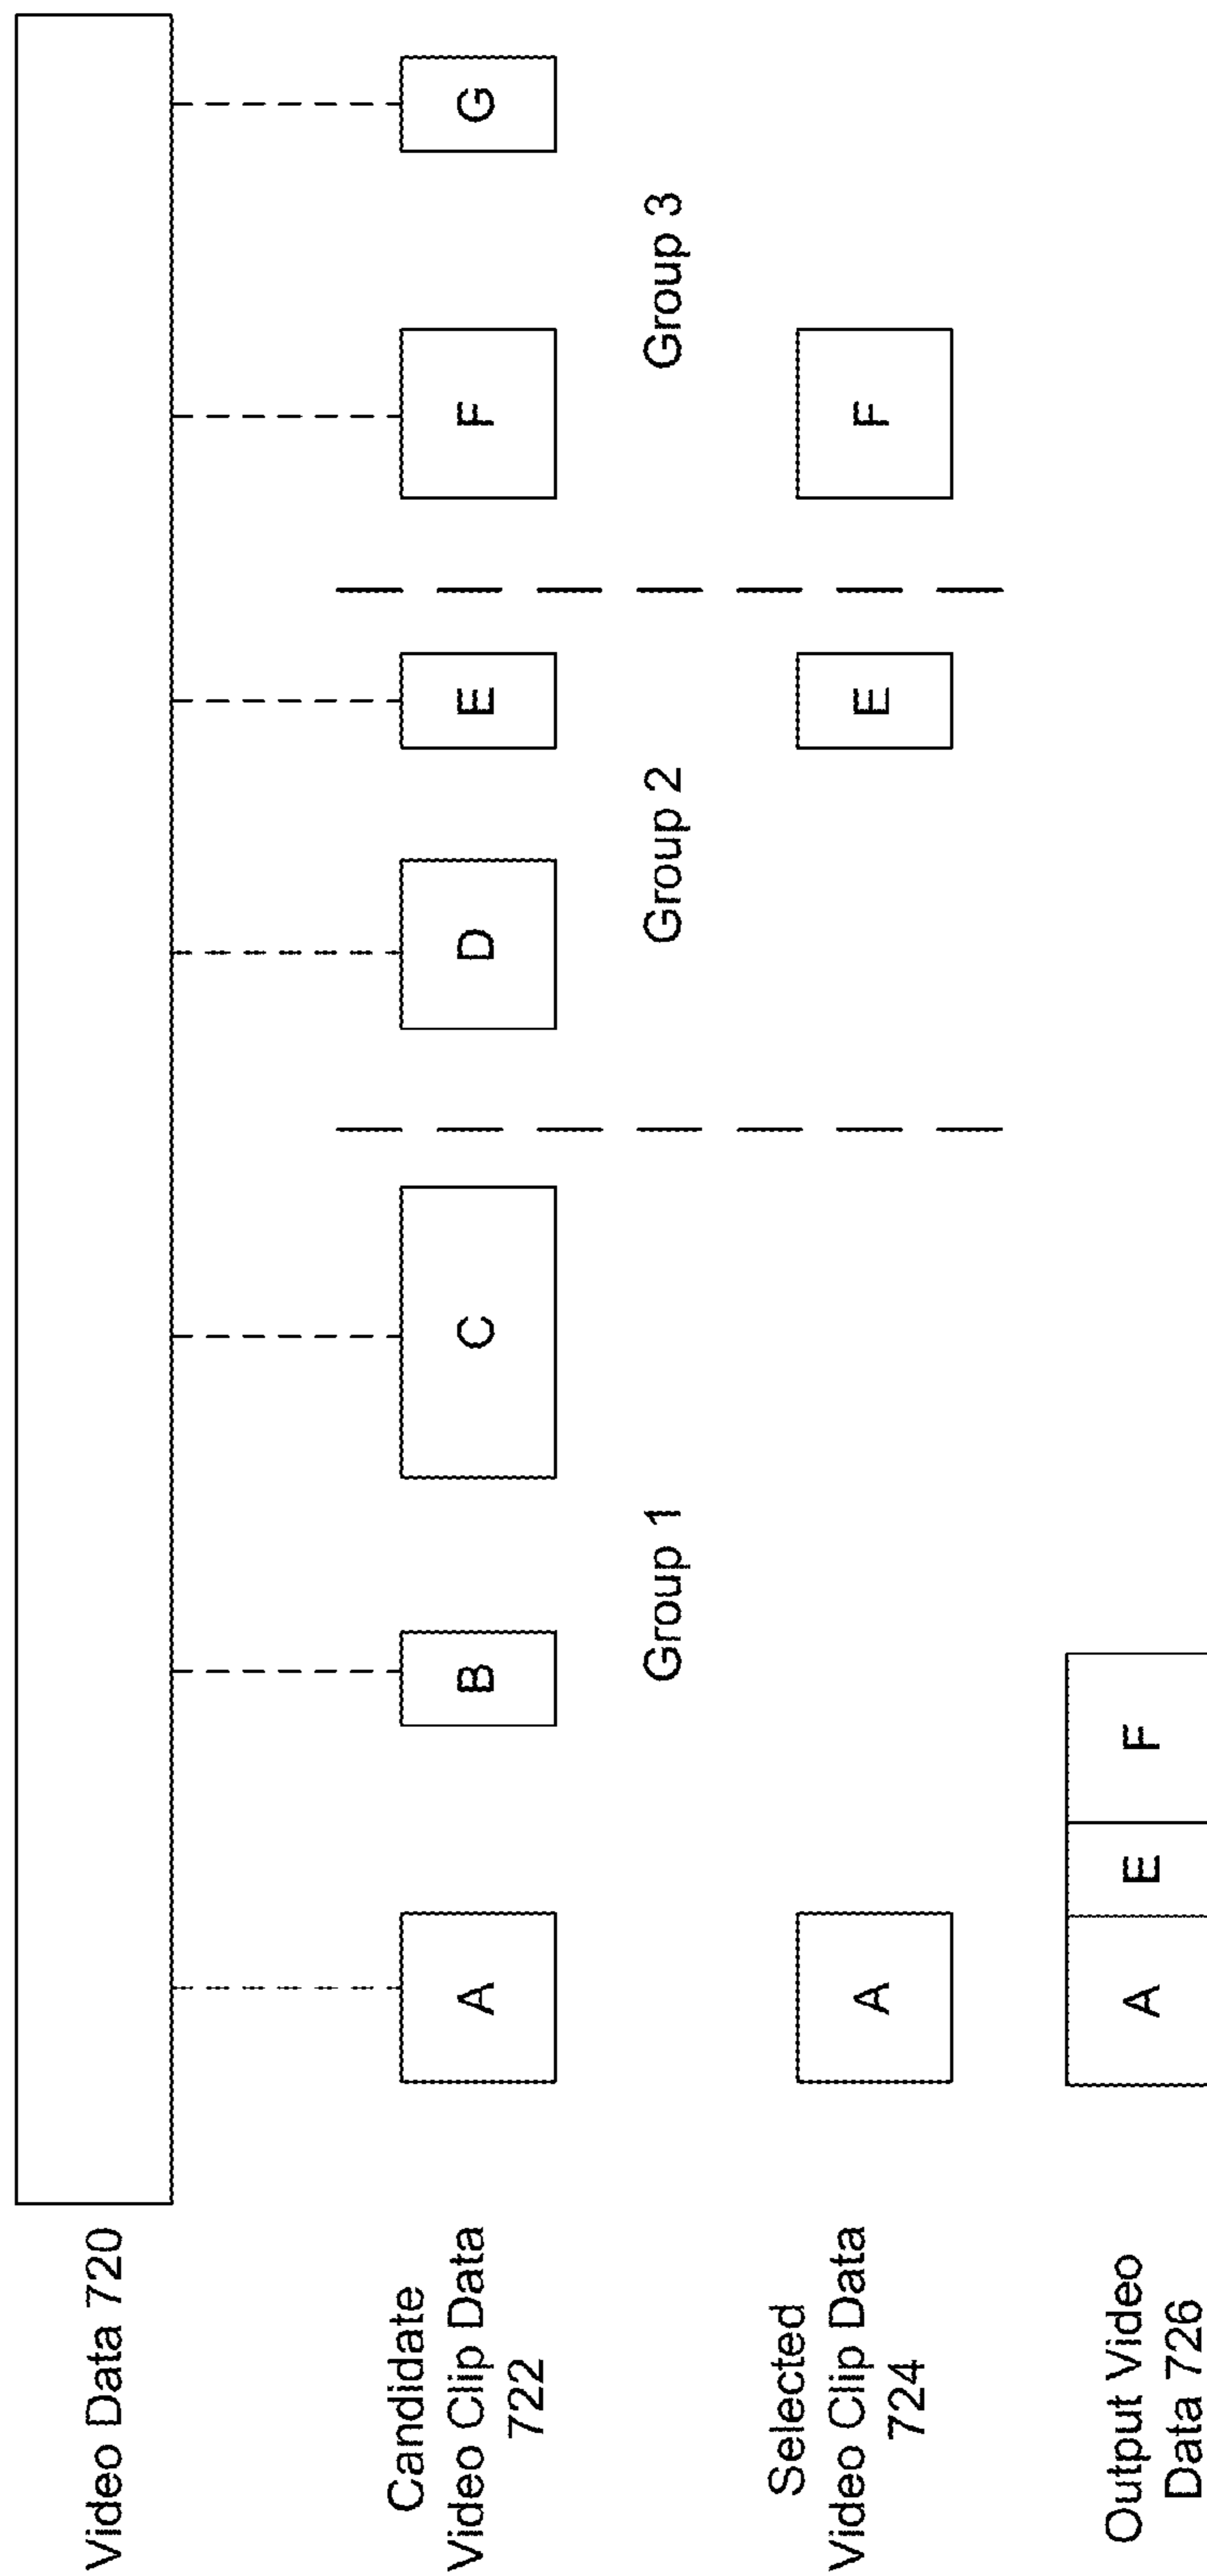 Video Data 720
Candidate
Video Clip Data
722
A
B
C
D
E
F
G
Group 1
Group 2
Group 3
Selected
Video Clip Data
724
A
E
F
Output Video
Data 726
A
E
F